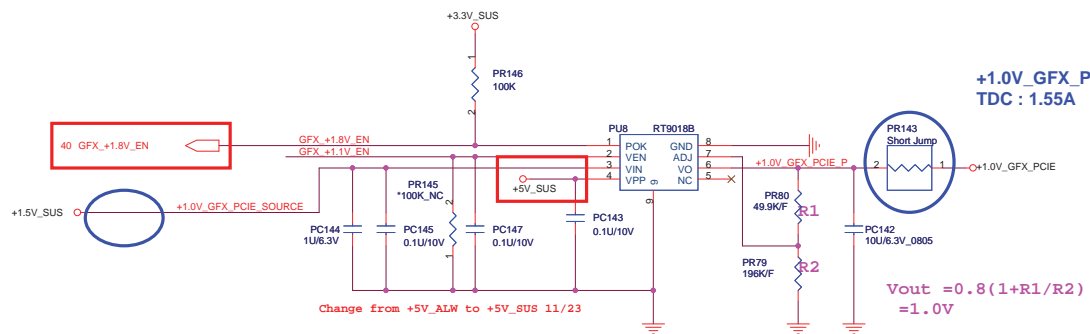 +3.3V_SUS
1
PR146
100K
2
+1.0V_GFX_P
TDC : 1.55A
40 GFX_+1.8V_EN
GFX_+1.8V_EN
GFX_+1.1V_EN
PU8 RT9018B
1 POK GND 8
2 VEN ADJ 7
3 VIN VO 6
4 VPP NC 5
9
9
+5V_SUS
+1.0V_GFX_PCIE_P
PR143
Short Jump
2 1
+1.0V_GFX_PCIE
+1.5V_SUS
+1.0V_GFX_PCIE_SOURCE
PR145
*100K_NC
2
1
PC144
1U/6.3V
PC145
0.1U/10V
PC147
0.1U/10V
PC143
0.1U/10V
PR80
49.9K/F
R1
PR79
196K/F
R2
PC142
10U/6.3V_0805
Change from +5V_ALW to +5V_SUS 11/23
Vout =0.8(1+R1/R2)
=1.0V